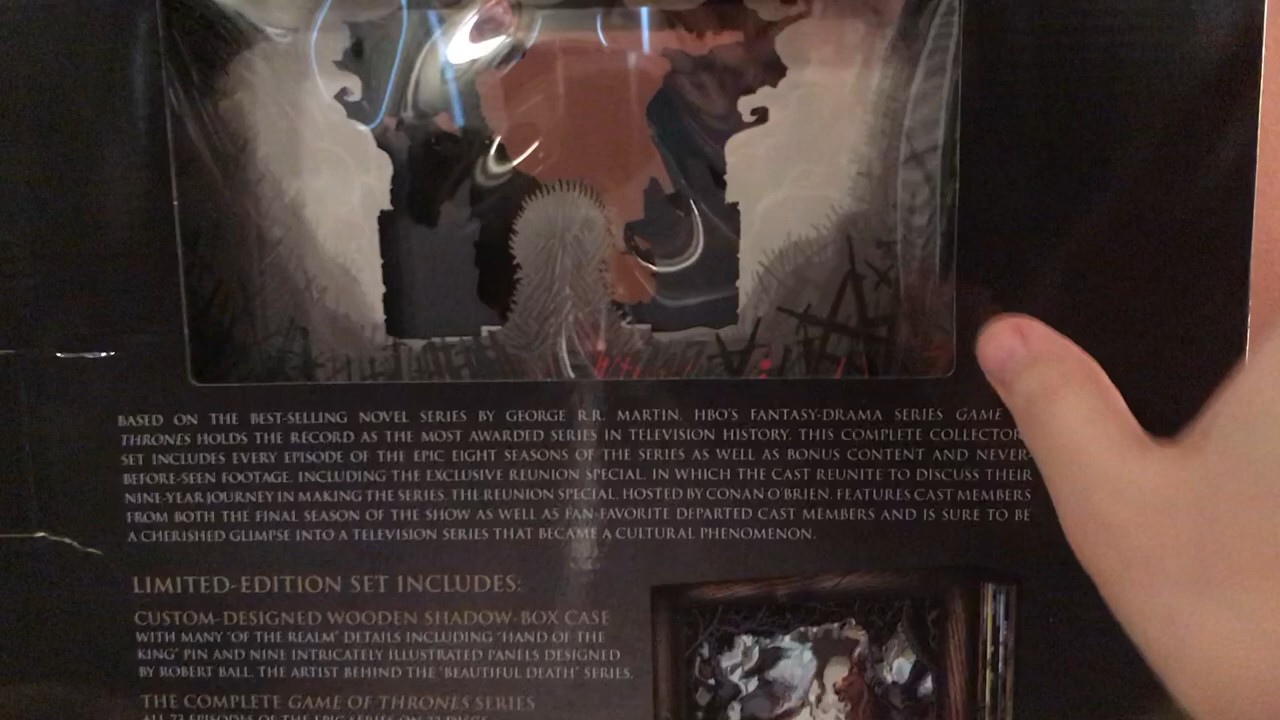 BASED ON THE BEST-SELLING NOVEL SERIES BY GEORGE R.R. MARTIN, HBO'S FANTASY-DRAMA SERIES GAME
THRONES HOLDS THE RECORD AS THE MOST AWARDED SERIES IN TELEVISION HISTORY. THIS COMPLETE COLLECTOR
SET INCLUDES EVERY EPISODE OF THE EPIC EIGHT SEASONS OF THE SERIES AS WELL AS BONUS CONTENT AND NEVER-
BEFORE-SEEN FOOTAGE, INCLUDING THE EXCLUSIVE REUNION SPECIAL, IN WHICH THE CAST REUNITE TO DISCUSS THEIR
NINE-YEAR JOURNEY IN MAKING THE SERIES. THE REUNION SPECIAL, HOSTED BY CONAN O'BRIEN, FEATURES CAST MEMBERS
FROM BOTH THE FINAL SEASON OF THE SHOW AS WELL AS FAN-FAVORITE DEPARTED CAST MEMBERS AND IS SURE TO BE
A CHERISHED GLIMPSE INTO A TELEVISION SERIES THAT BECAME A CULTURAL PHENOMENON.
LIMITED-EDITION SET INCLUDES:
CUSTOM-DESIGNED WOODEN SHADOW-BOX CASE
WITH MANY "OF THE REALM" DETAILS INCLUDING "HAND OF THE
KING" PIN AND NINE INTRICATELY ILLUSTRATED PANELS DESIGNED
BY ROBERT BALL, THE ARTIST BEHIND THE "BEAUTIFUL DEATH" SERIES.
THE COMPLETE GAME OF THRONES SERIES
ALL 73 EPISODES OF THE EPIC SERIES ON